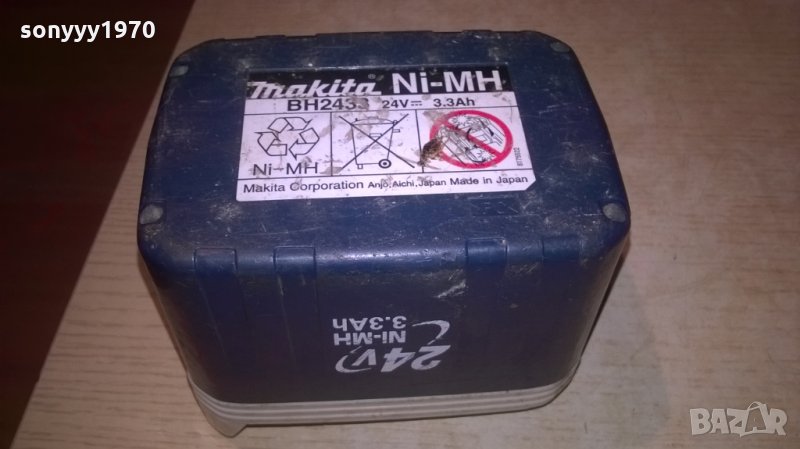 sonyyy1970
makita® Ni-MH
BH2433 24V 3.3Ah
Ni-MH
Makita Corporation Anjo, Aichi, Japan Made in Japan
24V
Ni-MH
3.3Ah
BAZAR